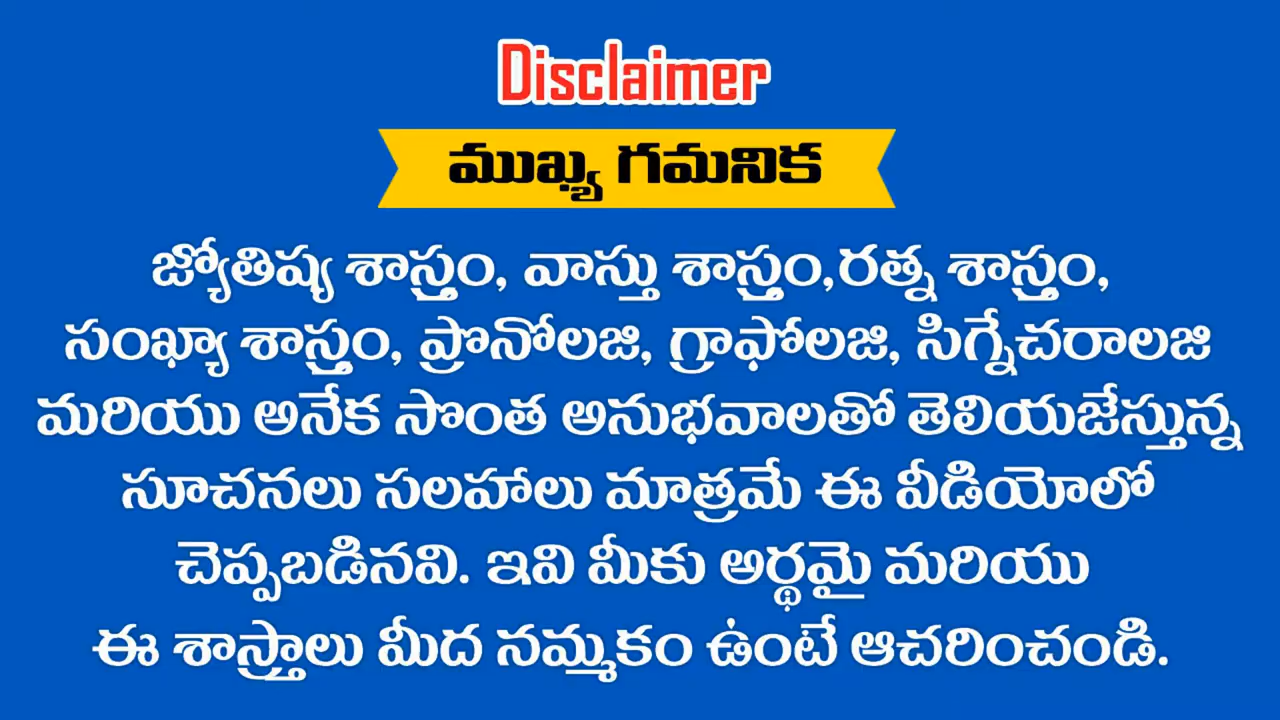 Disclaimer
ముఖ్య గమనిక
జ్యోతిష్య శాస్త్రం, వాస్తు శాస్త్రం,రత్న శాస్త్రం,
సంఖ్యా శాస్త్రం, ప్రొనోలజి, గ్రాఫోలజి, సిగ్నేచరాలజి
మరియు అనేక సొంత అనుభవాలతో తెలియజేస్తున్న
సూచనలు సలహాలు మాత్రమే ఈ వీడియోలో
చెప్పబడినవి. ఇవి మీకు అర్థమై మరియు
ఈ శాస్త్రాలు మీద నమ్మకం ఉంటే ఆచరించండి.